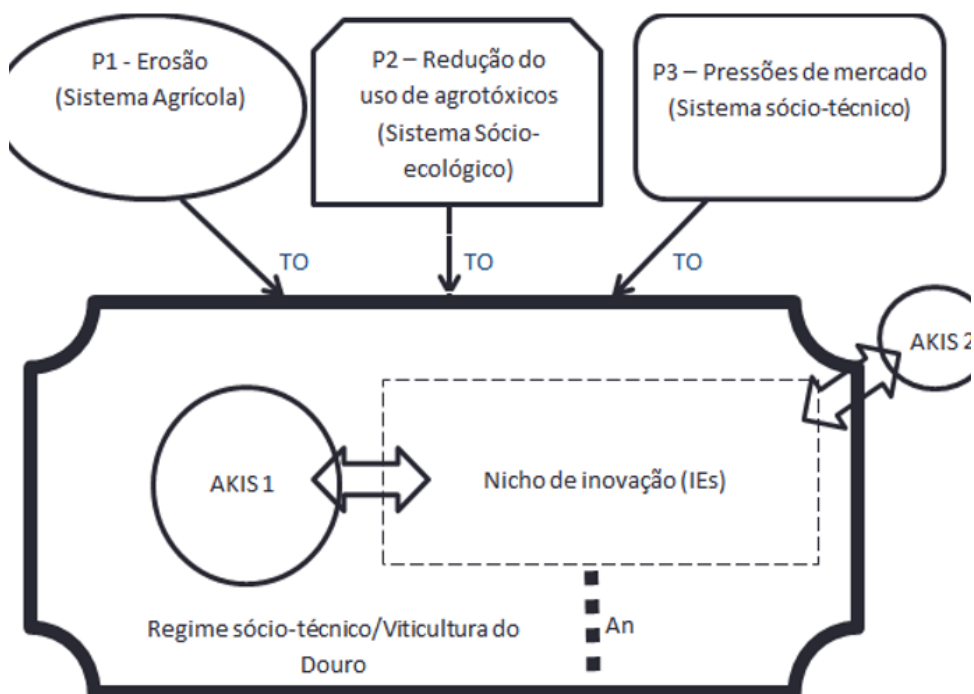 P1 - Erosão
(Sistema Agrícola)
P2 – Redução do
uso de agrotóxicos
(Sistema Sócio-
ecológico)
P3 – Pressões de mercado
(Sistema sócio-técnico)
TO
TO
TO
AKIS 2
AKIS 1
Nicho de inovação (IEs)
An
Regime sócio-técnico/Viticultura do
Douro